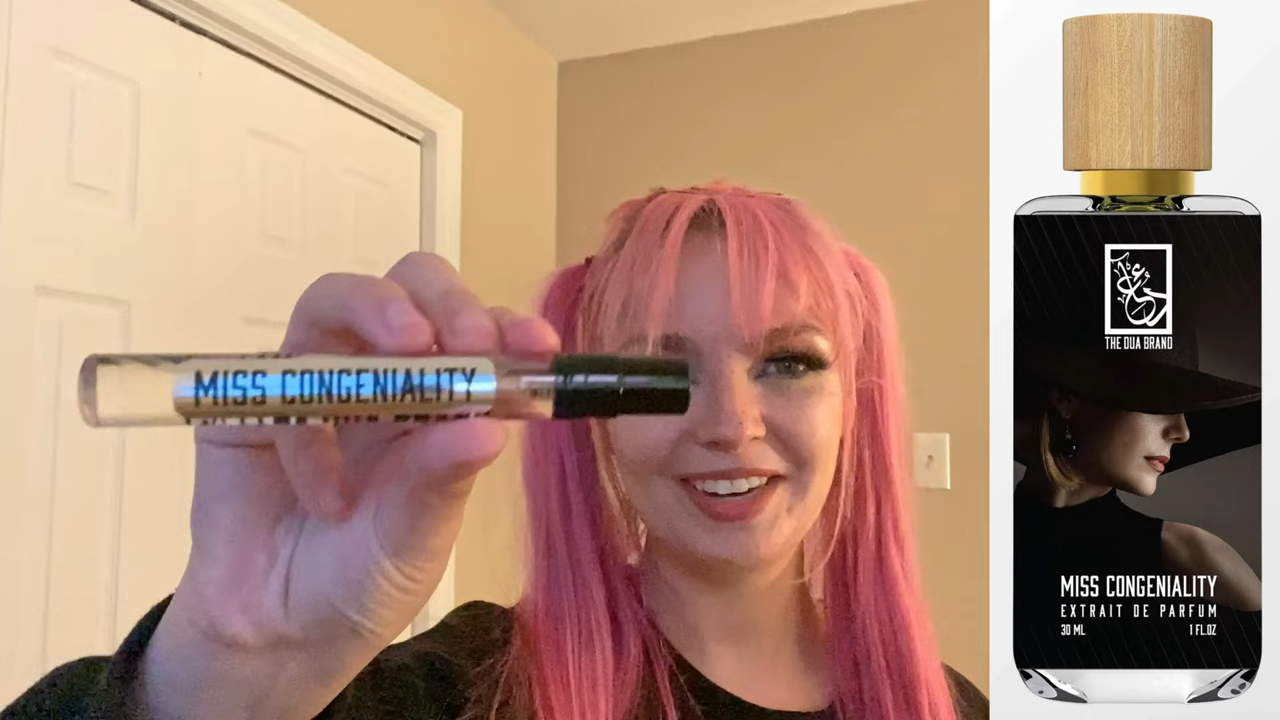 MISS CONGENIALITY
THE DUA BRAND
MISS CONGENIALITY
EXTRAIT DE PARFUM
30 ML 1 FL.OZ